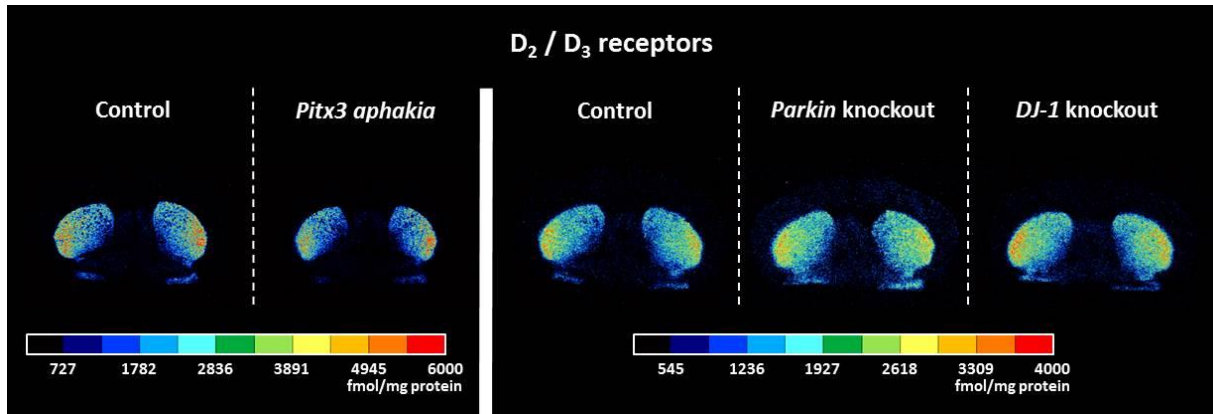 D2 / D3 receptors
Control
Pitx3 aphakia
Control
Parkin knockout
DJ-1 knockout
727 1782 2836 3891 4945 6000
fmol/mg protein
545 1236 1927 2618 3309 4000
fmol/mg protein